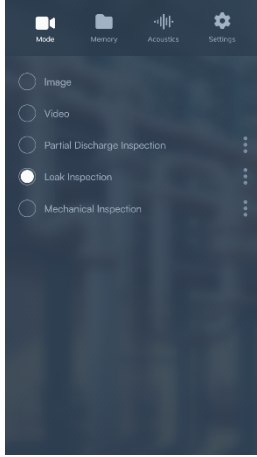 Mode Memory Acoustics Settings
Image
Video
Partial Discharge Inspection
Leak Inspection
Mechanical Inspection